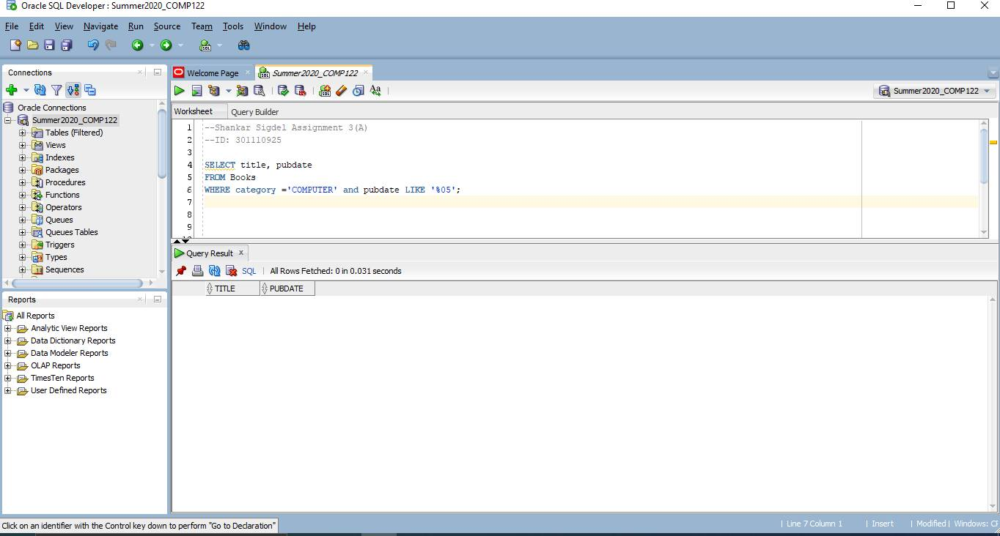 Oracle SQL Developer : Summer2020_COMP122
File Edit View Navigate Run Source Team Tools Window Help
Connections
Oracle Connections
Summer2020_COMP122
Tables (Filtered)
Views
Indexes
Packages
Procedures
Functions
Operators
Queues
Queues Tables
Triggers
Types
Sequences
Reports
All Reports
Analytic View Reports
Data Dictionary Reports
Data Modeler Reports
OLAP Reports
TimesTen Reports
User Defined Reports
Welcome Page Summer2020_COMP122
Summer2020_COMP122
Worksheet Query Builder
1 --Shankar Sigdel Assignment 3(A)
2 --ID: 301110925
3
4 SELECT title, pubdate
5 FROM Books
6 WHERE category ='COMPUTER' and pubdate LIKE '%05';
7
8
9
Query Result
SQL | All Rows Fetched: 0 in 0.031 seconds
TITLE PUBDATE
Click on an identifier with the Control key down to perform "Go to Declaration"
| Line 7 Column 1 | Insert | Modified | Windows: CF